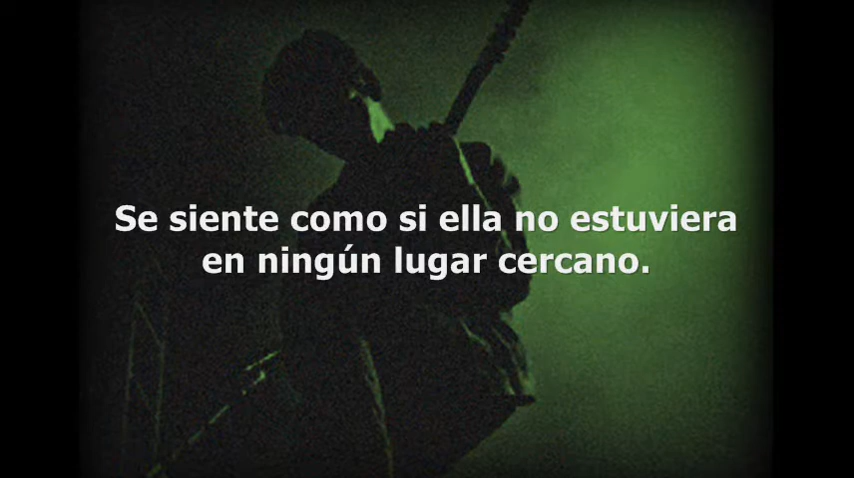 Se siente como si ella no estuviera
en ningún lugar cercano.